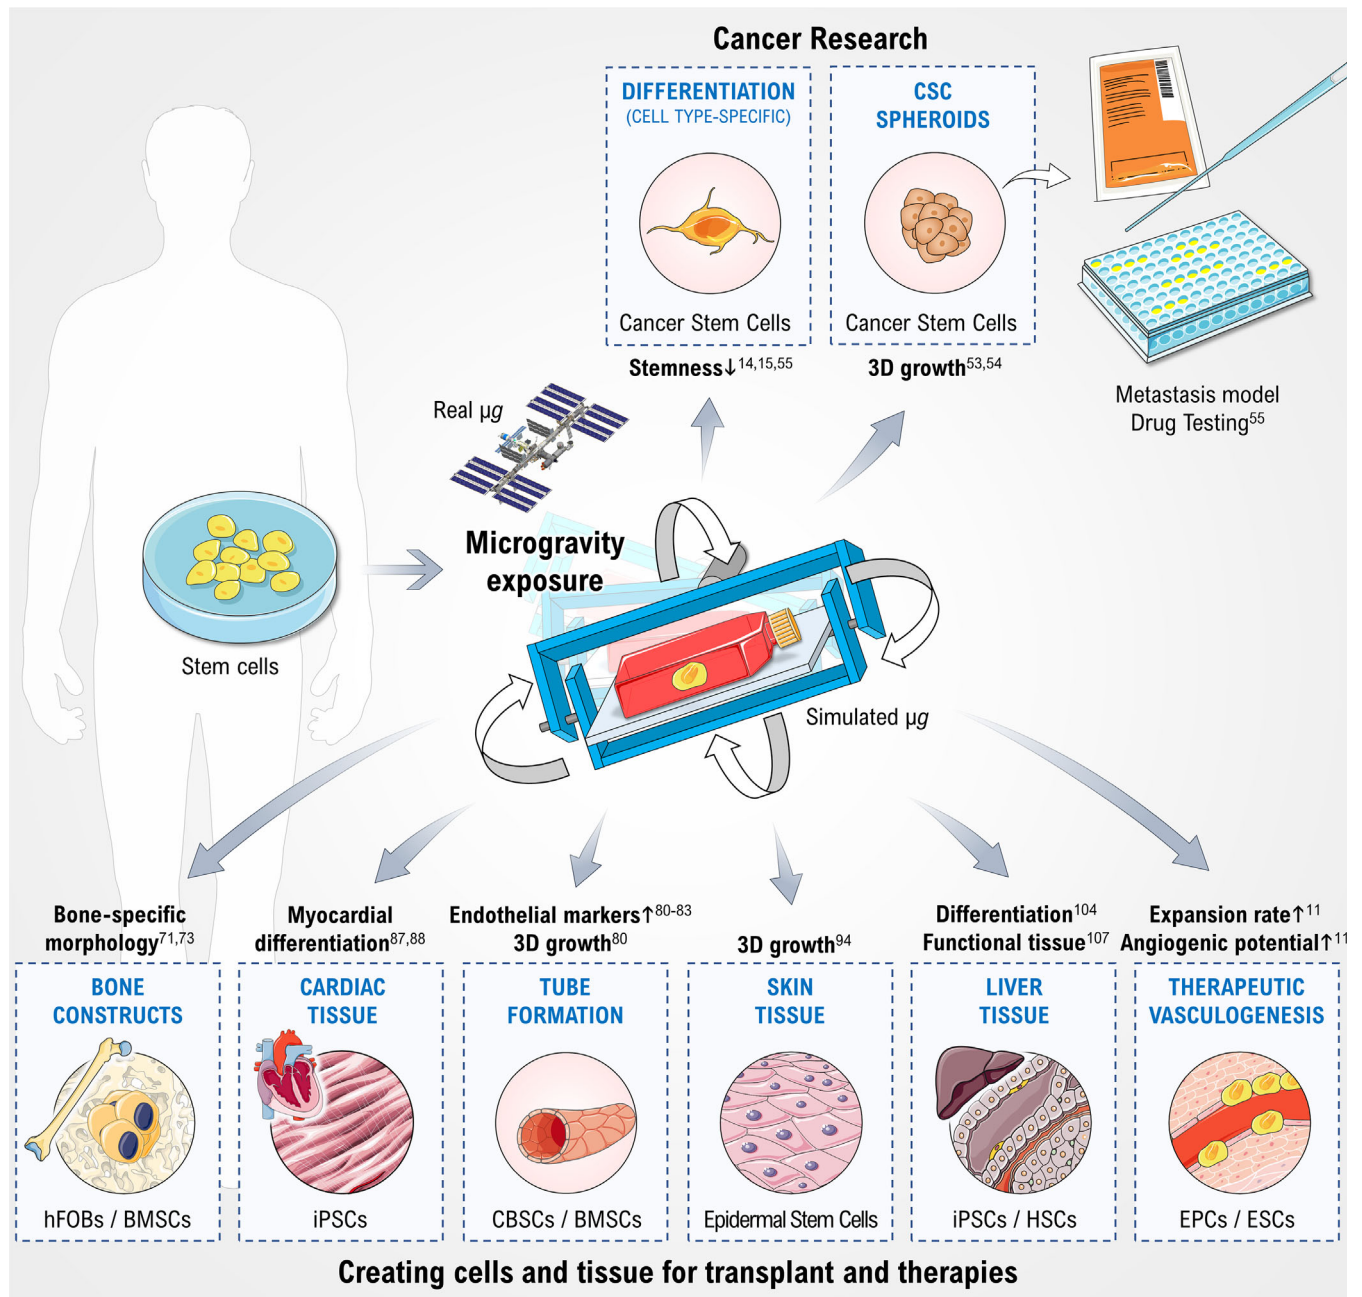 Cancer Research
DIFFERENTIATION
(CELL TYPE-SPECIFIC)
Cancer Stem Cells
Stemness↓14,15,55
CSC
SPHEROIDS
Cancer Stem Cells
3D growth53,54
Metastasis model
Drug Testing55
Real µg
Stem cells
Microgravity
exposure
Simulated µg
Bone-specific
morphology71,73
BONE
CONSTRUCTS
hFOBs / BMSCs
Myocardial
differentiation87,88
CARDIAC
TISSUE
iPSCs
Endothelial markers↑80-83
3D growth80
TUBE
FORMATION
CBSCs / BMSCs
3D growth94
SKIN
TISSUE
Epidermal Stem Cells
Differentiation104
Functional tissue107
LIVER
TISSUE
iPSCs / HSCs
Expansion rate↑11
Angiogenic potential↑11
THERAPEUTIC
VASCULOGENESIS
EPCs / ESCs
Creating cells and tissue for transplant and therapies